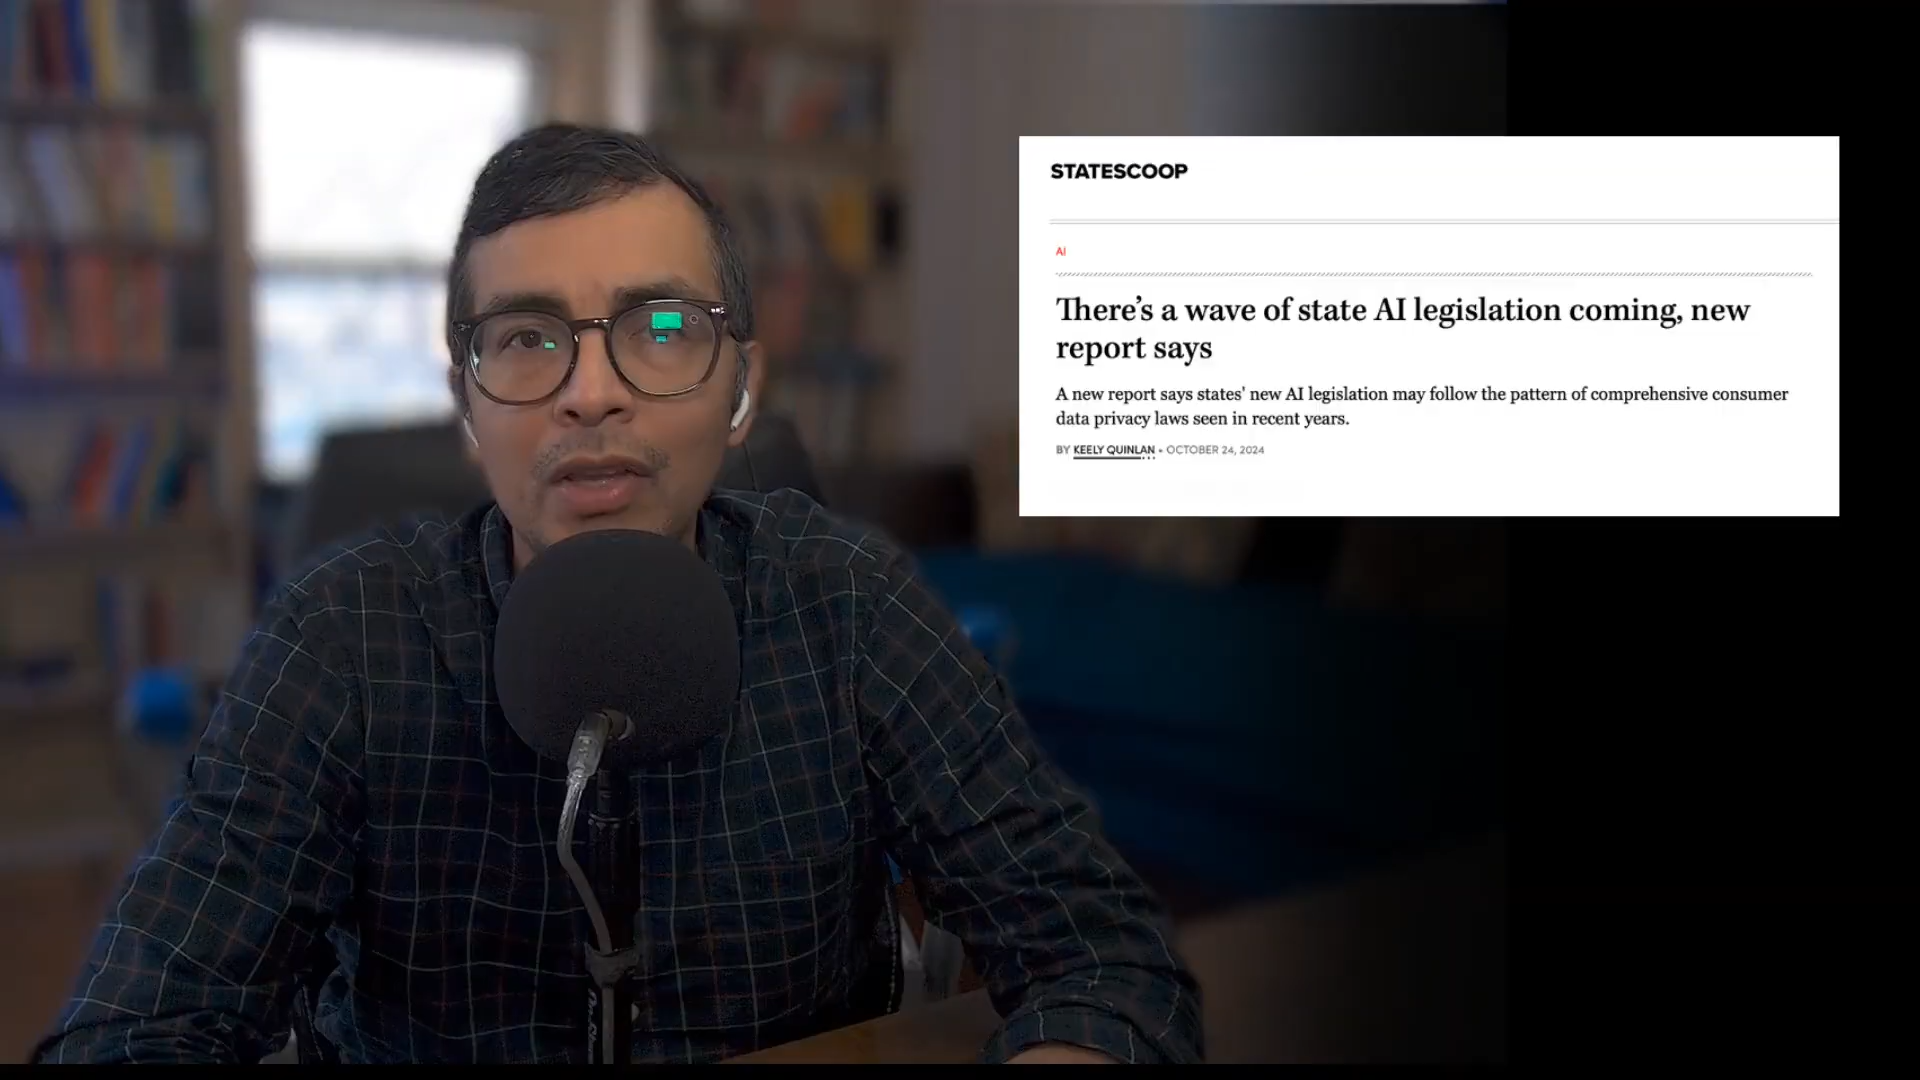 STATESCOOP
AI
There’s a wave of state AI legislation coming, new
report says
A new report says states' new AI legislation may follow the pattern of comprehensive consumer
data privacy laws seen in recent years.
BY KEELY QUINLAN • OCTOBER 24, 2024